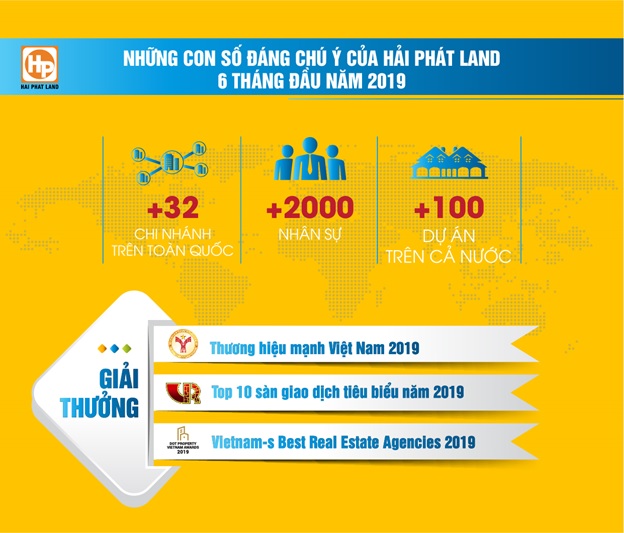 HP
HAI PHAT LAND
NHỮNG CON SỐ ĐÁNG CHÚ Ý CỦA HẢI PHÁT LAND
6 THÁNG ĐẦU NĂM 2019
+32
CHI NHÁNH
TRÊN TOÀN QUỐC
+2000
NHÂN SỰ
+100
DỰ ÁN
TRÊN CẢ NƯỚC
GIẢI
THƯỞNG
Thương hiệu mạnh Việt Nam 2019
Top 10 sàn giao dịch tiêu biểu năm 2019
DOT PROPERTY
VIETNAM AWARDS
2019
Vietnam-s Best Real Estate Agencies 2019